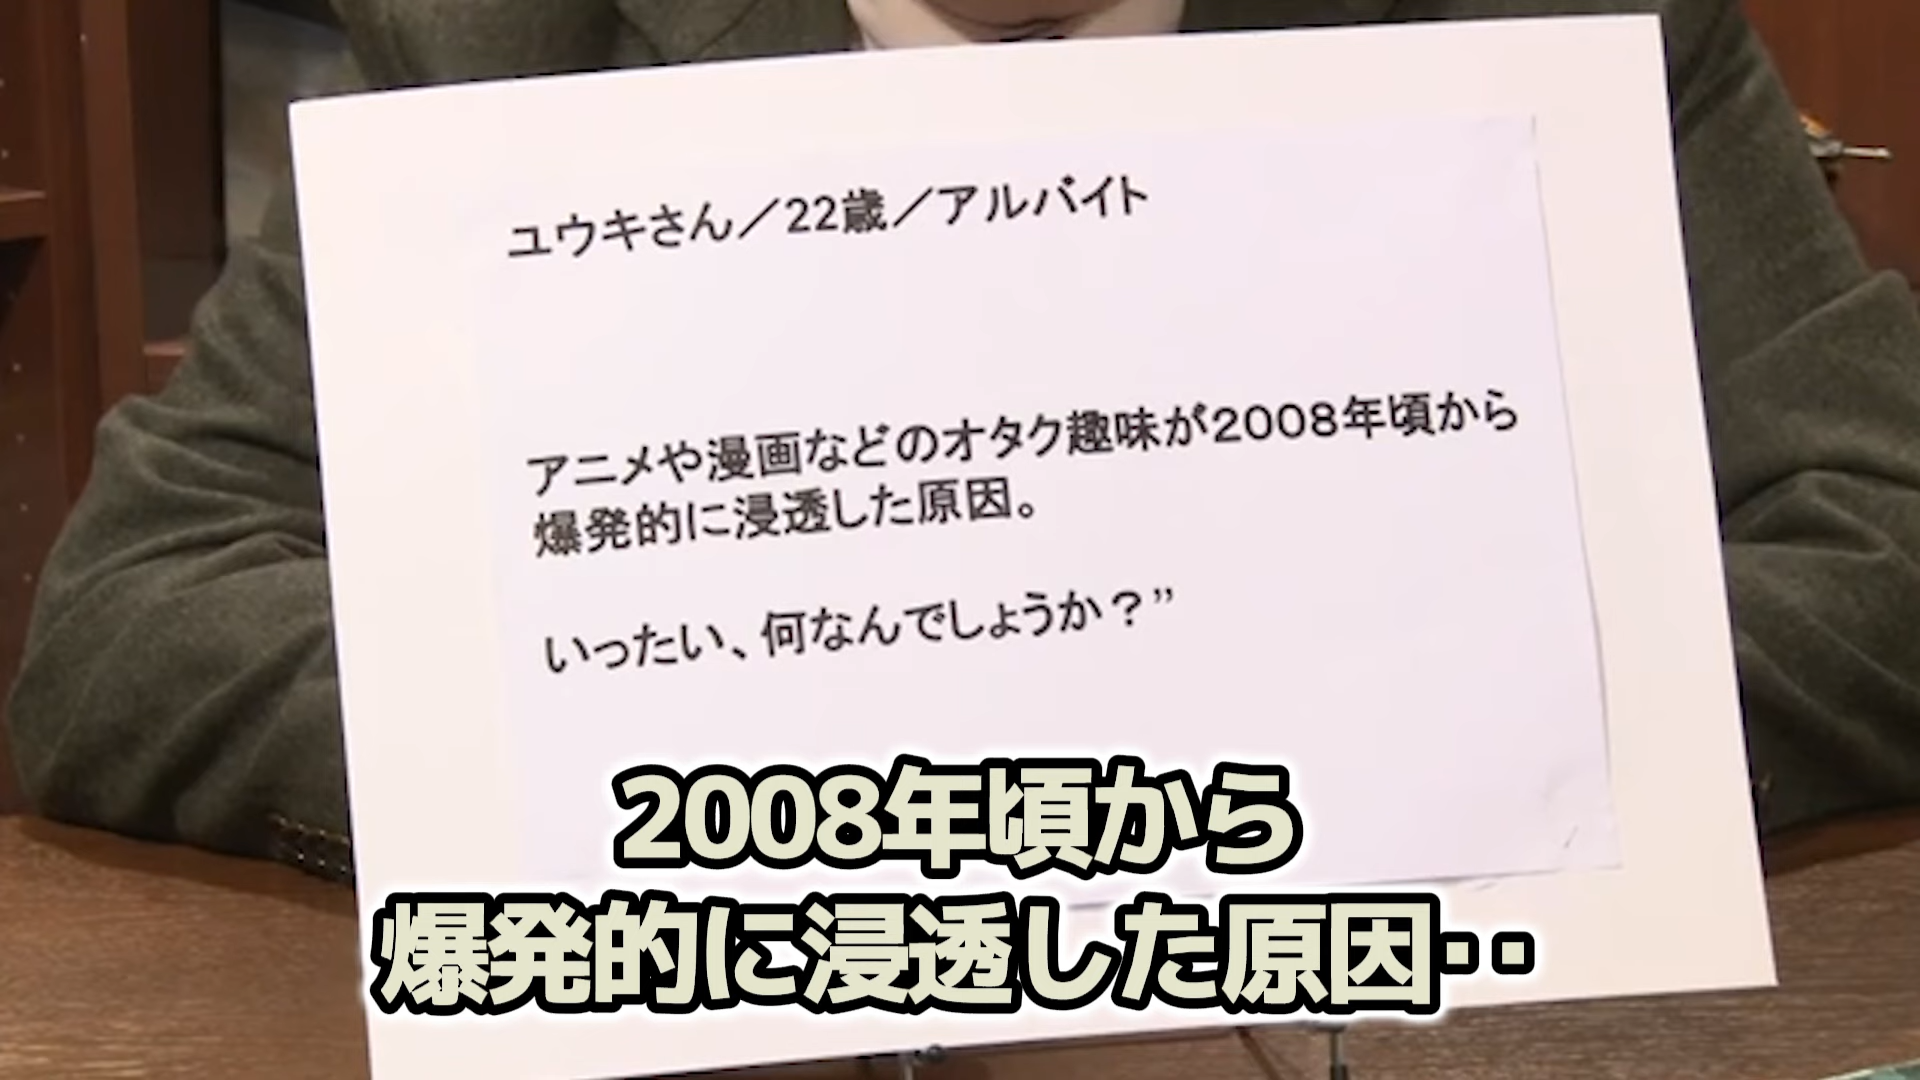 ユウキさん／22歳／アルバイト
アニメや漫画などのオタク趣味が2008年頃から
爆発的に浸透した原因。
いったい、何なんでしょうか？”
2008年頃から
爆発的に浸透した原因‥